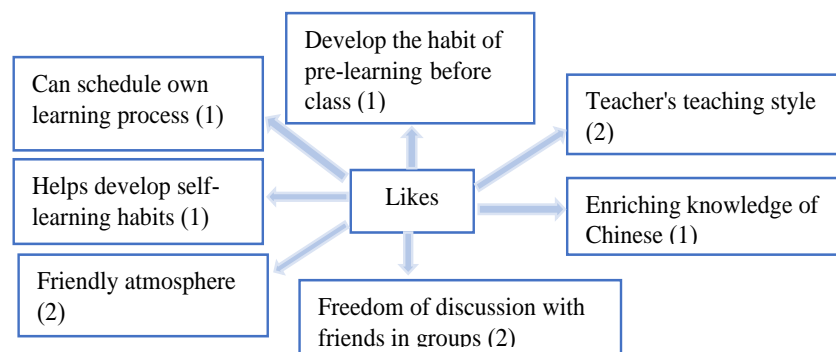 Develop the habit of
pre-learning before
class (1)
Can schedule own
learning process (1)
Teacher's teaching style
(2)
Helps develop self-
learning habits (1)
Likes
Enriching knowledge of
Chinese (1)
Friendly atmosphere
(2)
Freedom of discussion with
friends in groups (2)